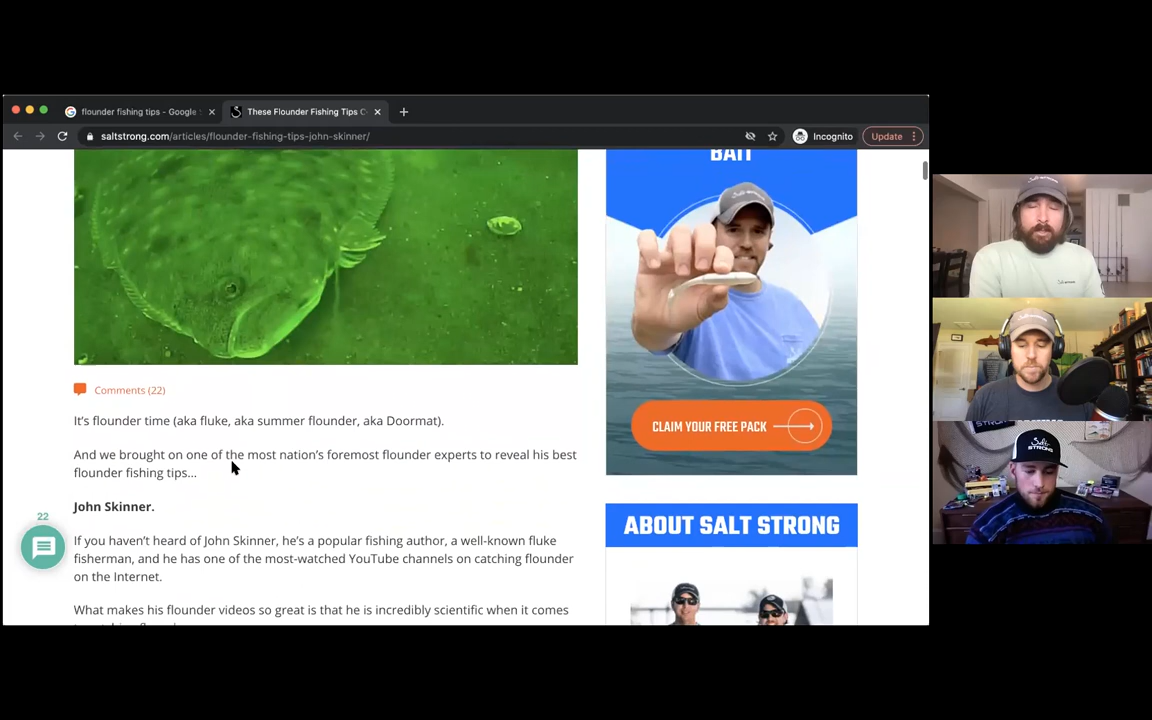 flounder fishing tips - Google
These Flounder Fishing Tips C
saltstrong.com/articles/flounder-fishing-tips-john-skinner/
Incognito
Update
BAIT
CLAIM YOUR FREE PACK
Comments (22)
It's flounder time (aka fluke, aka summer flounder, aka Doormat).
And we brought on one of the most nation's foremost flounder experts to reveal his best
flounder fishing tips...
John Skinner.
If you haven't heard of John Skinner, he's a popular fishing author, a well-known fluke
fisherman, and he has one of the most-watched YouTube channels on catching flounder
on the Internet.
What makes his flounder videos so great is that he is incredibly scientific when it comes
22
ABOUT SALT STRONG
Salt
STRONG